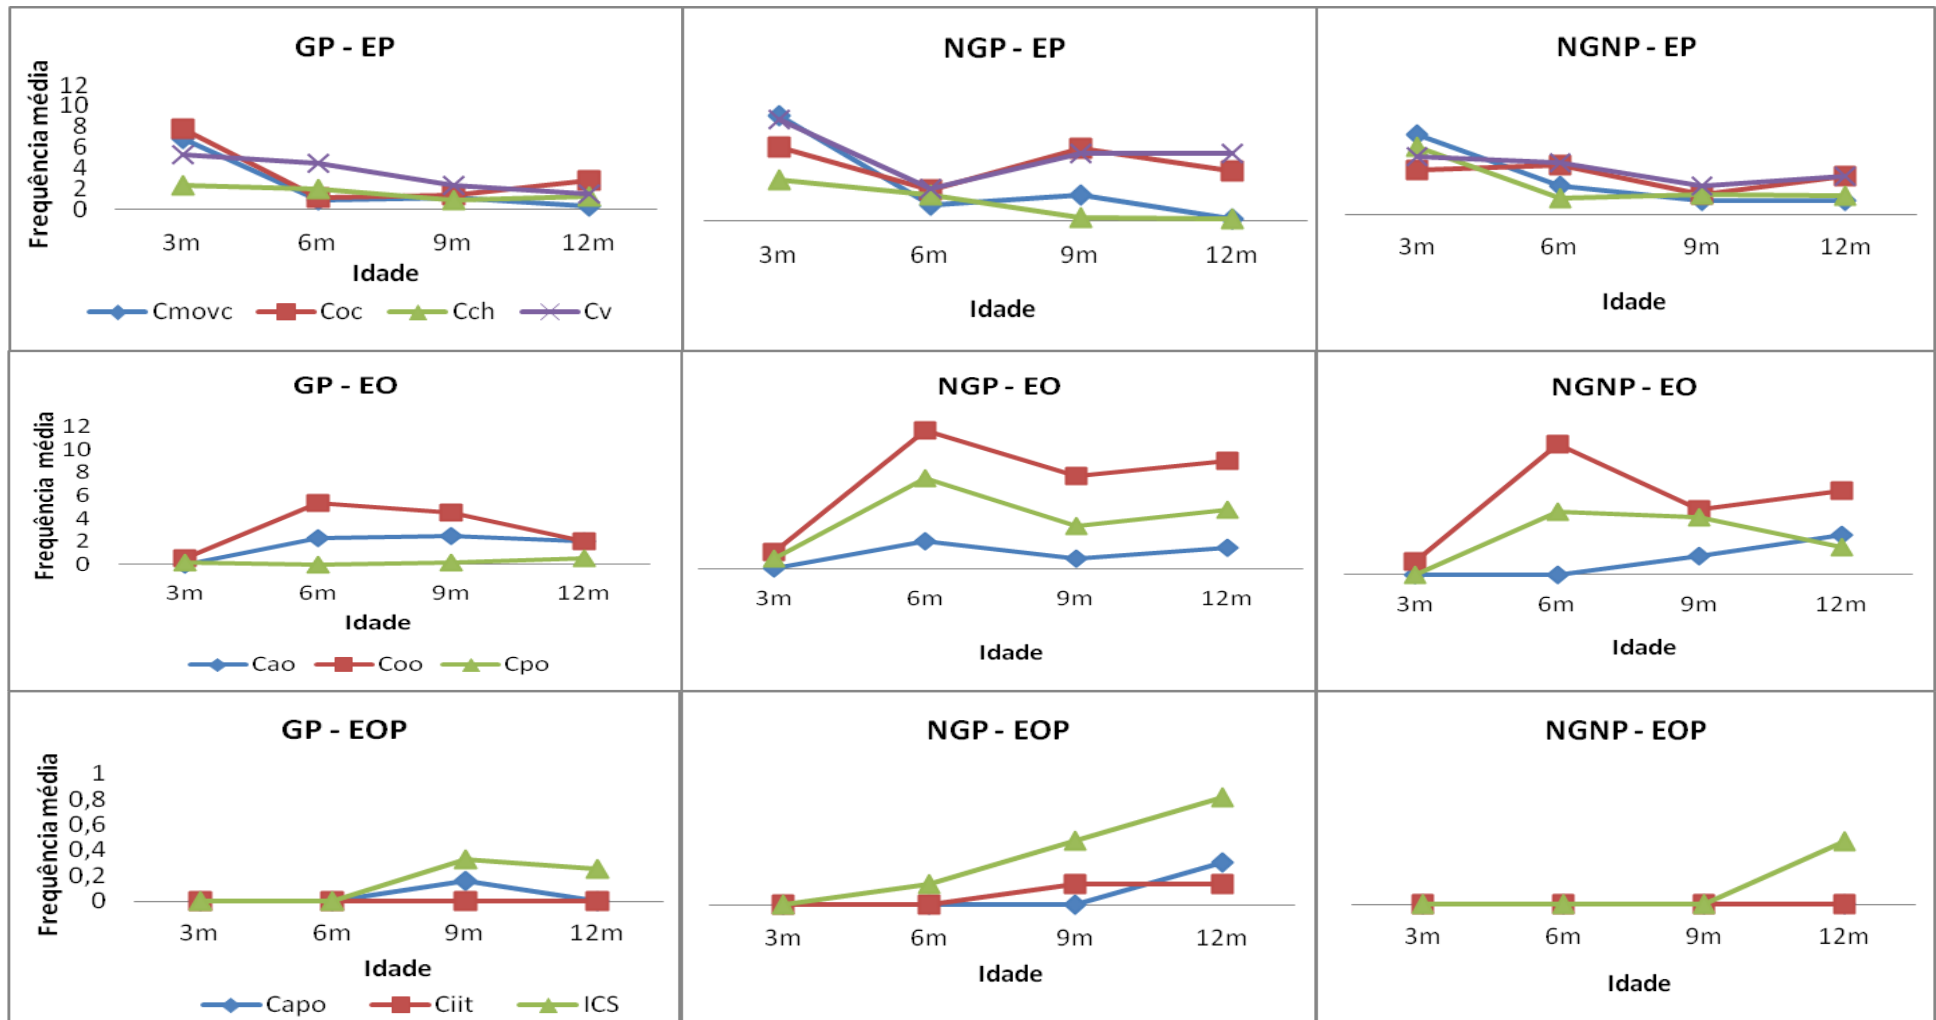 GP - EP
Frequência média
12
10
8
6
4
2
0
3m 6m 9m 12m
Idade
Cmovc Coc Cch Cv
NGP - EP
3m 6m 9m 12m
Idade
NGNP - EP
3m 6m 9m 12m
Idade
GP - EO
Frequência média
12
10
8
6
4
2
0
3m 6m 9m 12m
Idade
Cao Coo Cpo
NGP - EO
3m 6m 9m 12m
Idade
NGNP - EO
3m 6m 9m 12m
Idade
GP - EOP
Frequência média
1
0,8
0,6
0,4
0,2
0
3m 6m 9m 12m
Idade
Capo Ciit ICS
NGP - EOP
3m 6m 9m 12m
Idade
NGNP - EOP
3m 6m 9m 12m
Idade